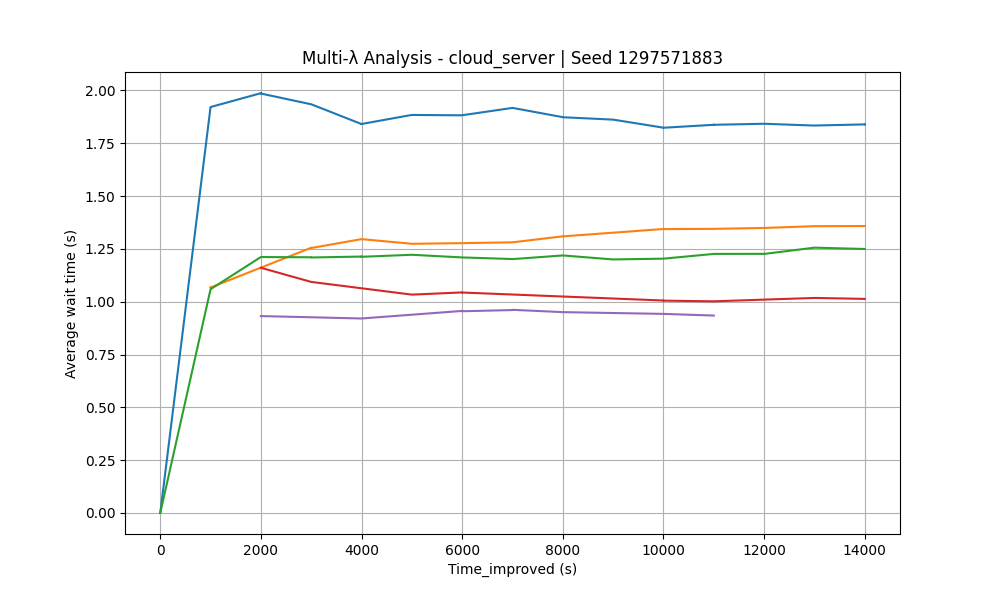 Multi-λ Analysis - cloud_server | Seed 1297571883
Average wait time (s)
2.00
1.75
1.50
1.25
1.00
0.75
0.50
0.25
0.00
0 2000 4000 6000 8000 10000 12000 14000
Time_improved (s)